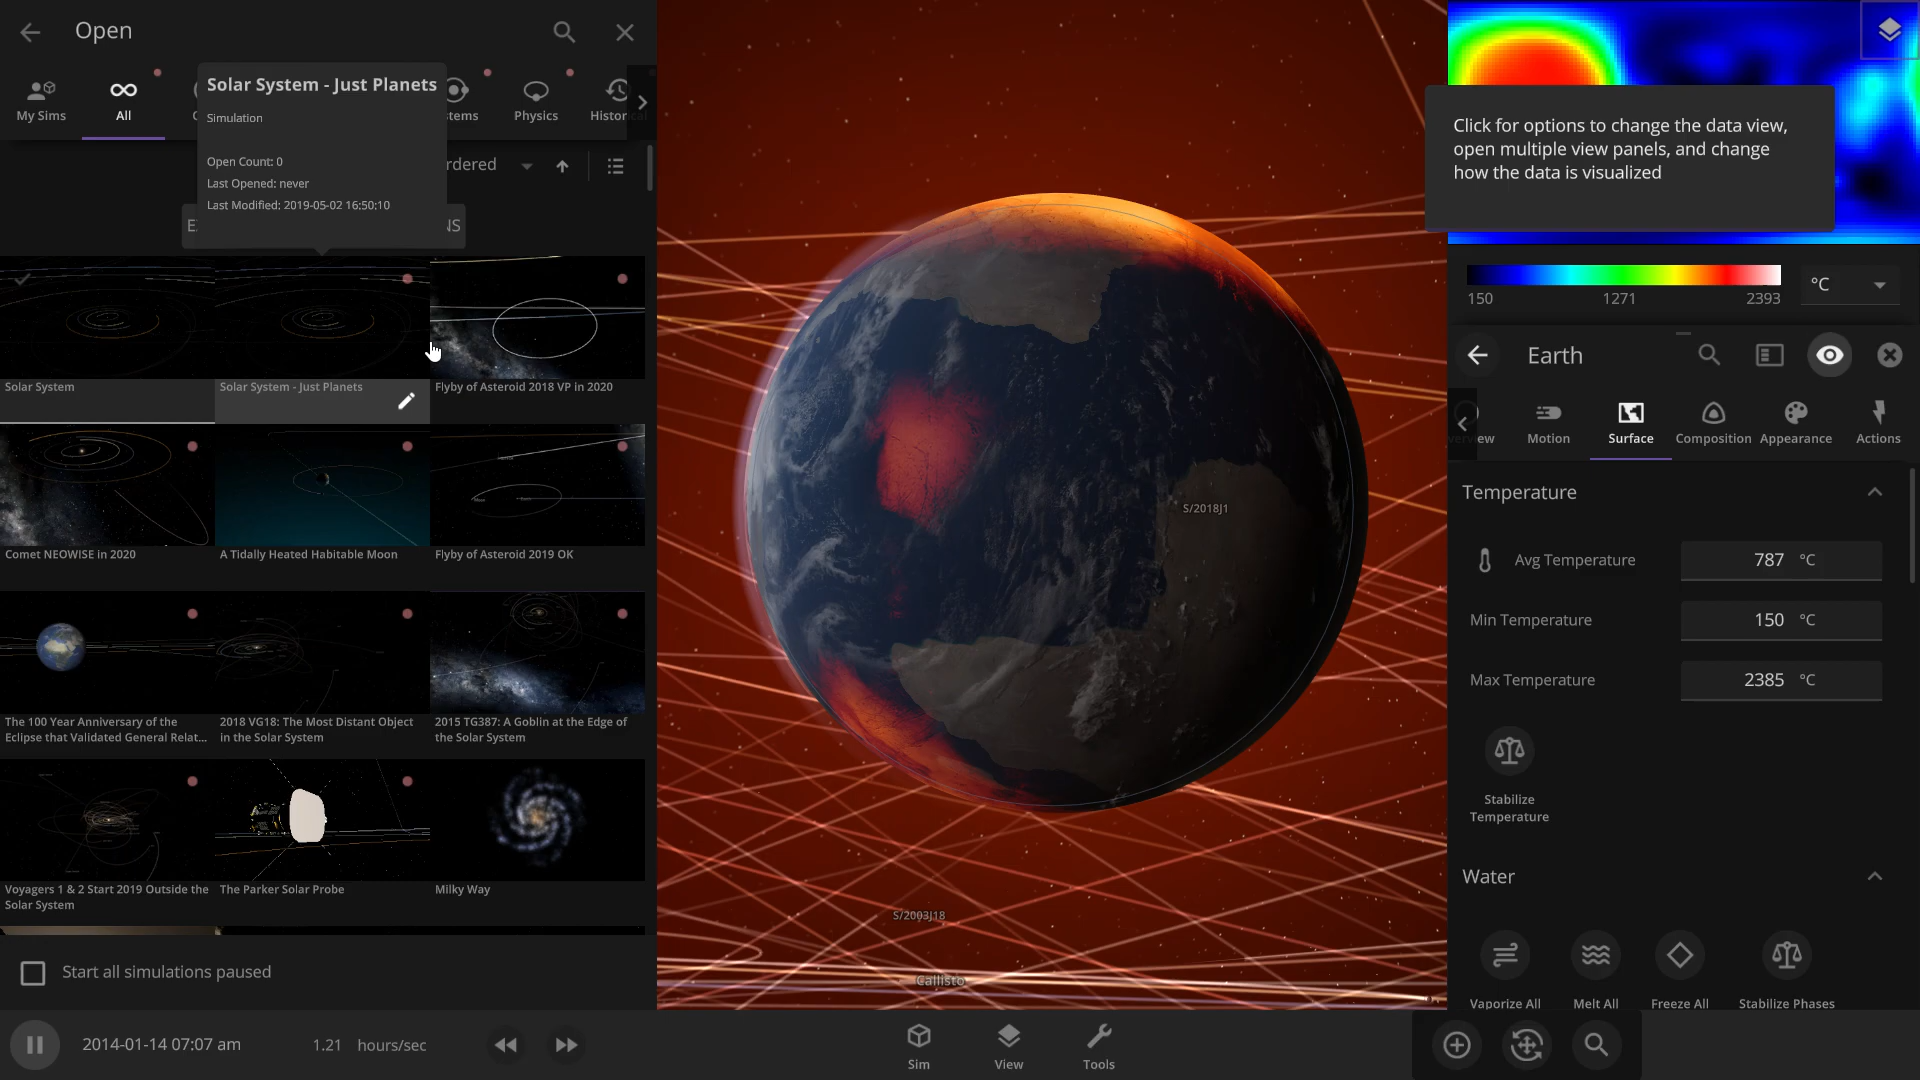 Open
My Sims
All
stems
Physics
Histor
Solar System - Just Planets
Simulation
Open Count: 0
Last Opened: never
Last Modified: 2019-05-02 16:50:10
rdered
NS
Solar System
Solar System - Just Planets
Flyby of Asteroid 2018 VP in 2020
Comet NEOWISE in 2020
A Tidally Heated Habitable Moon
Flyby of Asteroid 2019 OK
The 100 Year Anniversary of the
Eclipse that Validated General Relat...
2018 VG18: The Most Distant Object
in the Solar System
2015 TG387: A Goblin at the Edge of
the Solar System
Voyagers 1 & 2 Start 2019 Outside the
Solar System
The Parker Solar Probe
Milky Way
Start all simulations paused
2014-01-14 07:07 am
1.21 hours/sec
Sim
View
Tools
S/2018J1
S/2003J18
Callisto
Click for options to change the data view,
open multiple view panels, and change
how the data is visualized
150
1271
2393
°C
Earth
erview
Motion
Surface
Composition
Appearance
Actions
Temperature
Avg Temperature
787 °C
Min Temperature
150 °C
Max Temperature
2385 °C
Stabilize
Temperature
Water
Vaporize All
Melt All
Freeze All
Stabilize Phases